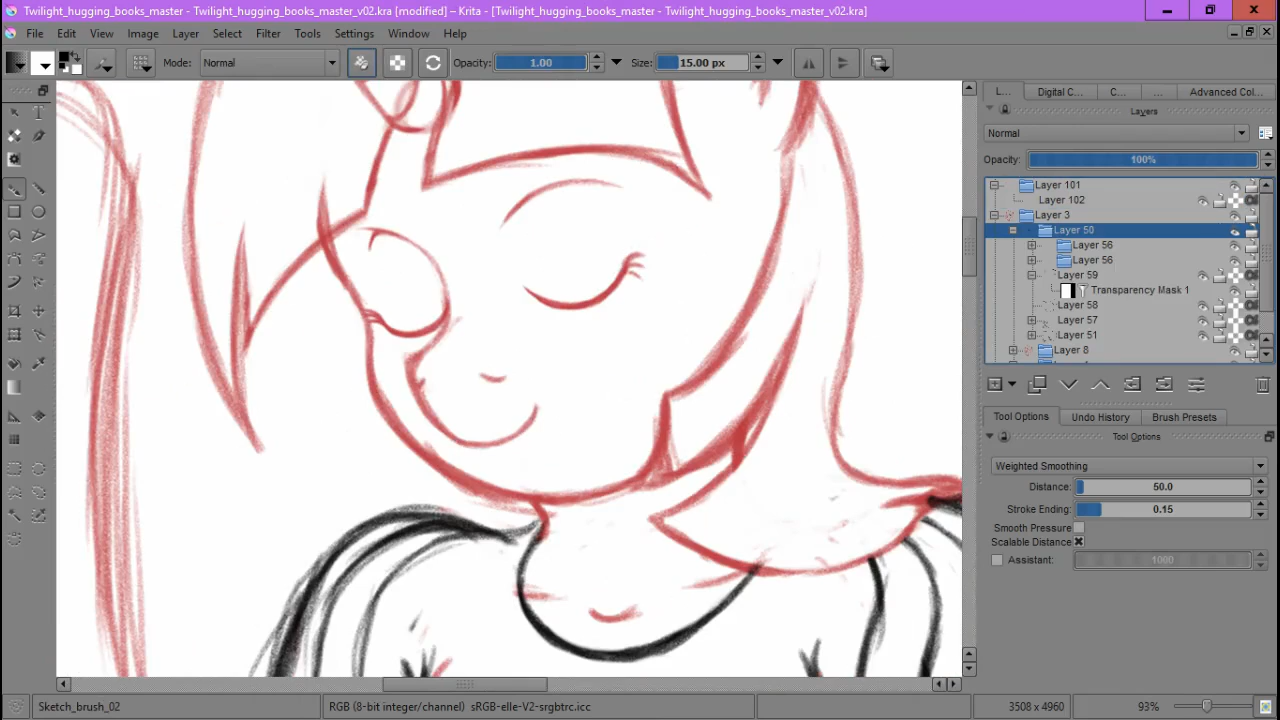 Twilight_hugging_books_master - Twilight_hugging_books_master_v02.kra [modified] – Krita - [Twilight_hugging_books_master - Twilight_hugging_books_master_v02.kra]
File Edit View Image Layer Select Filter Tools Settings Window Help
Mode: Normal Opacity: 1.00 Size: 15.00 px
L... Digital C... C... ... Advanced Col...
Layers
Normal
Opacity: 100%
Layer 101
Layer 102
Layer 3
Layer 50
Layer 56
Layer 56
Layer 59
Transparency Mask 1
Layer 58
Layer 57
Layer 51
Layer 8
Tool Options Undo History Brush Presets
Tool Options
Weighted Smoothing
Distance: 50.0
Stroke Ending: 0.15
Smooth Pressure:
Scalable Distance:
Assistant: 1000
Sketch_brush_02 RGB (8-bit integer/channel) sRGB-elle-V2-srgbtrc.icc 3508 x 4960 93%